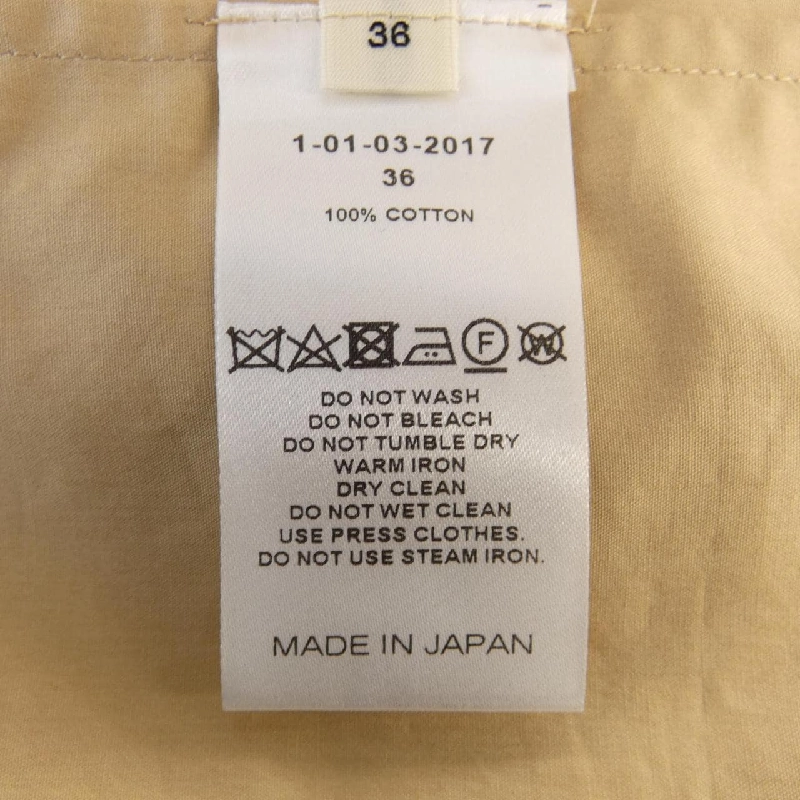 36
1-01-03-2017
36
100% COTTON
F W
DO NOT WASH
DO NOT BLEACH
DO NOT TUMBLE DRY
WARM IRON
DRY CLEAN
DO NOT WET CLEAN
USE PRESS CLOTHES.
DO NOT USE STEAM IRON.
MADE IN JAPAN